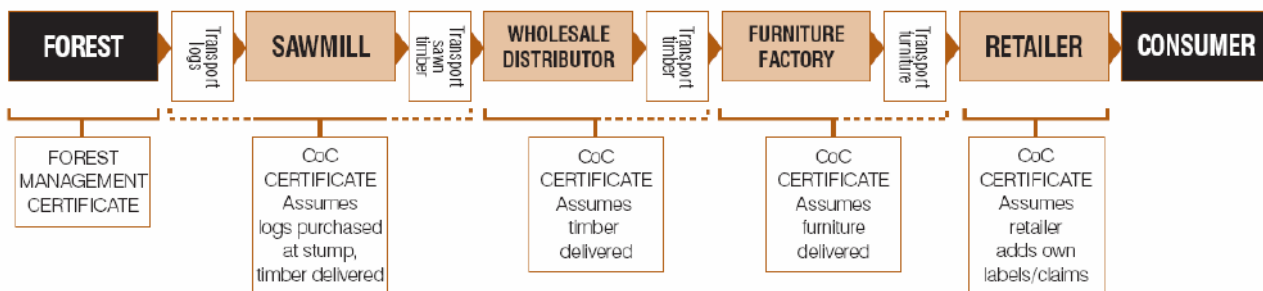 FOREST
Transport
logs
SAWMILL
Transport
sawn
timber
WHOLESALE
DISTRIBUTOR
Transport
timber
FURNITURE
FACTORY
Transport
furniture
RETAILER
CONSUMER
FOREST
MANAGEMENT
CERTIFICATE
CoC
CERTIFICATE
Assumes
logs purchased
at stump,
timber delivered
CoC
CERTIFICATE
Assumes
timber
delivered
CoC
CERTIFICATE
Assumes
furniture
delivered
CoC
CERTIFICATE
Assumes
retailer
adds own
labels/claims